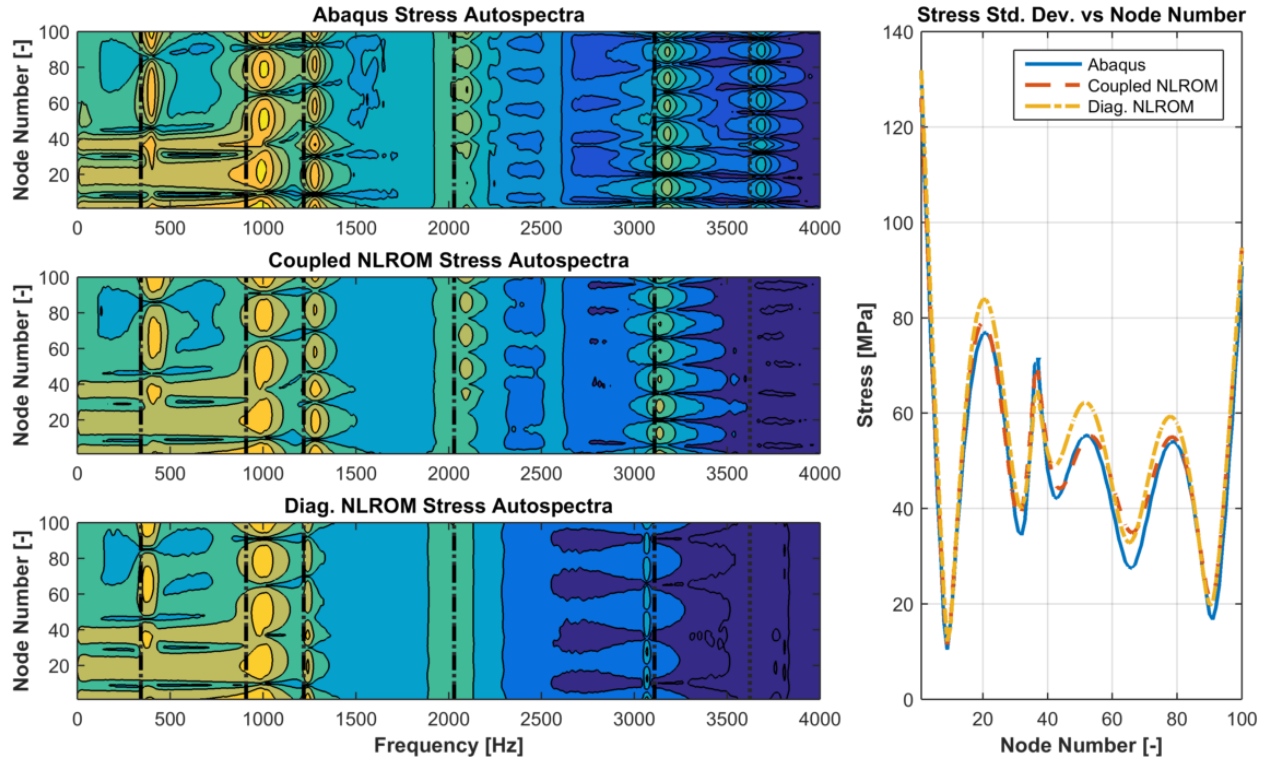 Abaqus Stress Autospectra
Node Number [-]
100
80
60
40
20
0 500 1000 1500 2000 2500 3000 3500 4000
Coupled NLROM Stress Autospectra
Node Number [-]
100
80
60
40
20
0 500 1000 1500 2000 2500 3000 3500 4000
Diag. NLROM Stress Autospectra
Node Number [-]
100
80
60
40
20
0 500 1000 1500 2000 2500 3000 3500 4000
Frequency [Hz]
Stress Std. Dev. vs Node Number
Stress [MPa]
140
120
100
80
60
40
20
0
Abaqus
Coupled NLROM
Diag. NLROM
20 40 60 80 100
Node Number [-]